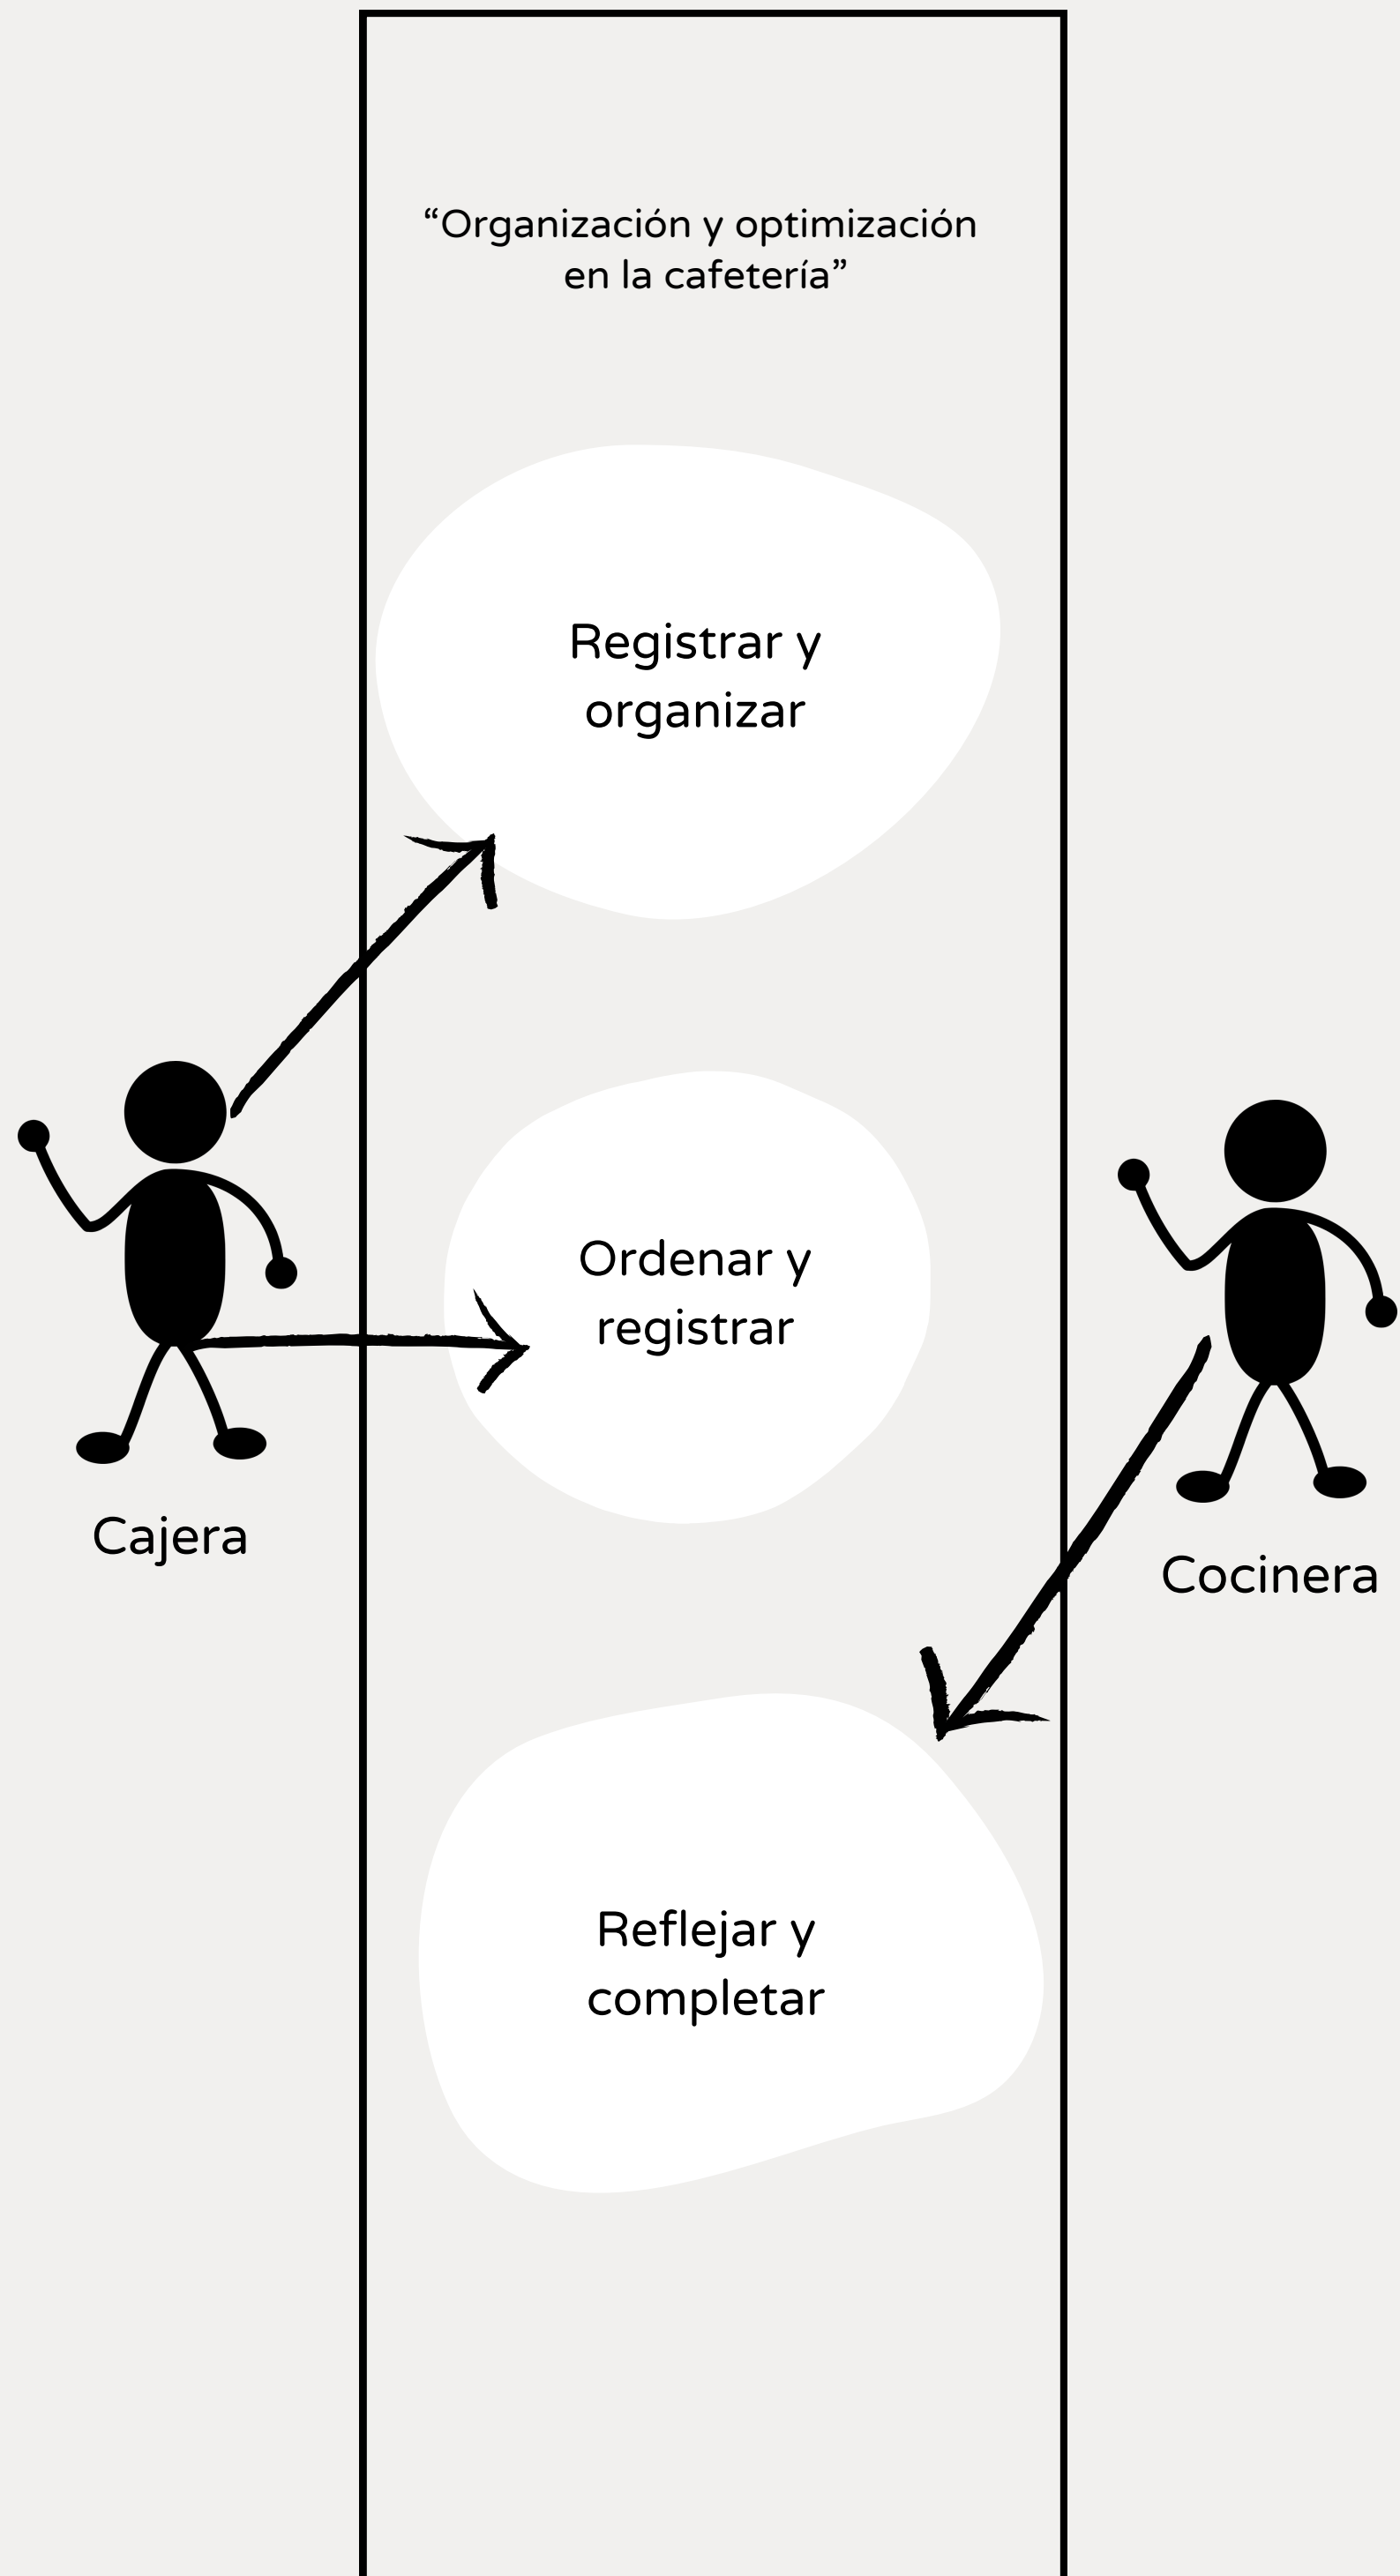 “Organización y optimización
en la cafetería”
Registrar y
organizar
Ordenar y
registrar
Cajera
Cocinera
Reflejar y
completar